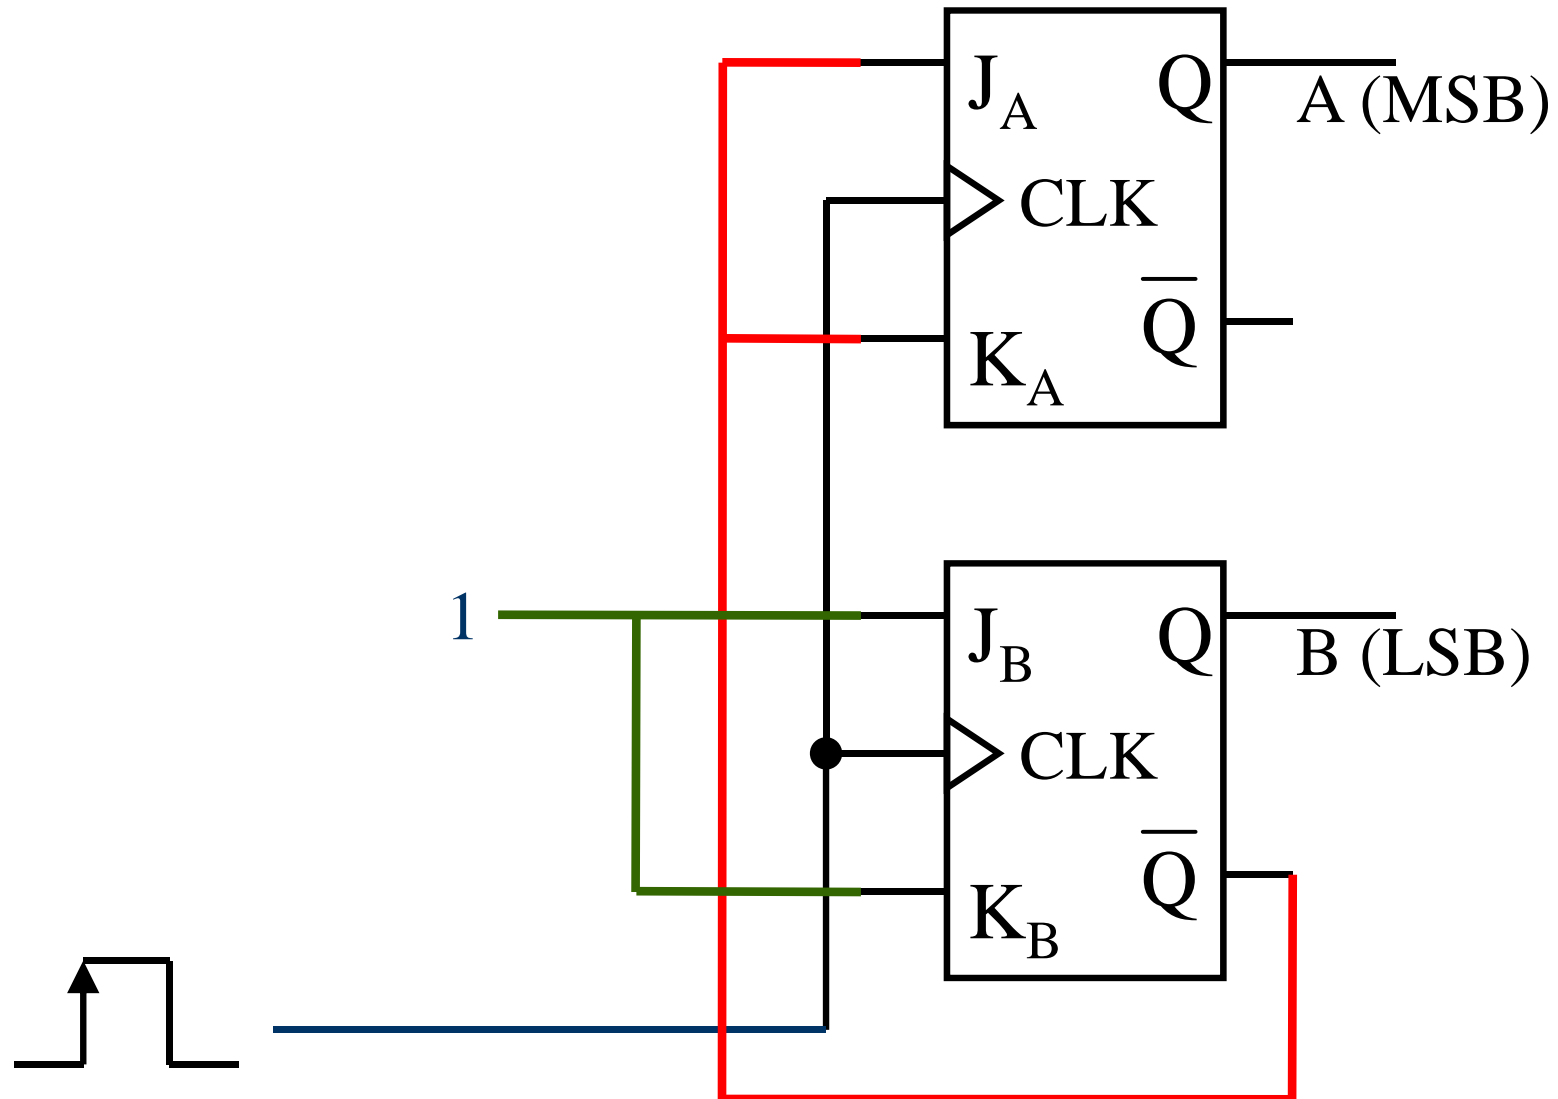 J_A Q
A (MSB)
CLK
Q̅
K_A
1
J_B Q
B (LSB)
CLK
Q̅
K_B